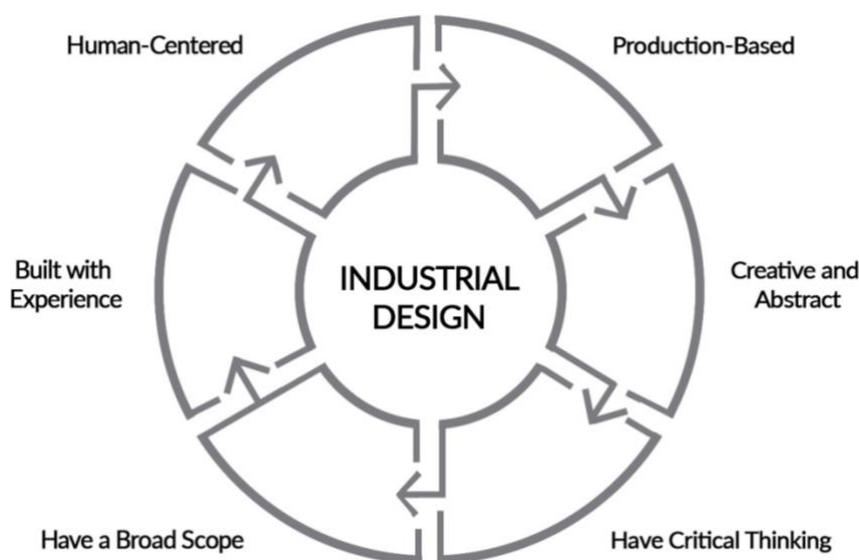 Human-Centered
Production-Based
Built with
Experience
INDUSTRIAL
DESIGN
Creative and
Abstract
Have a Broad Scope
Have Critical Thinking